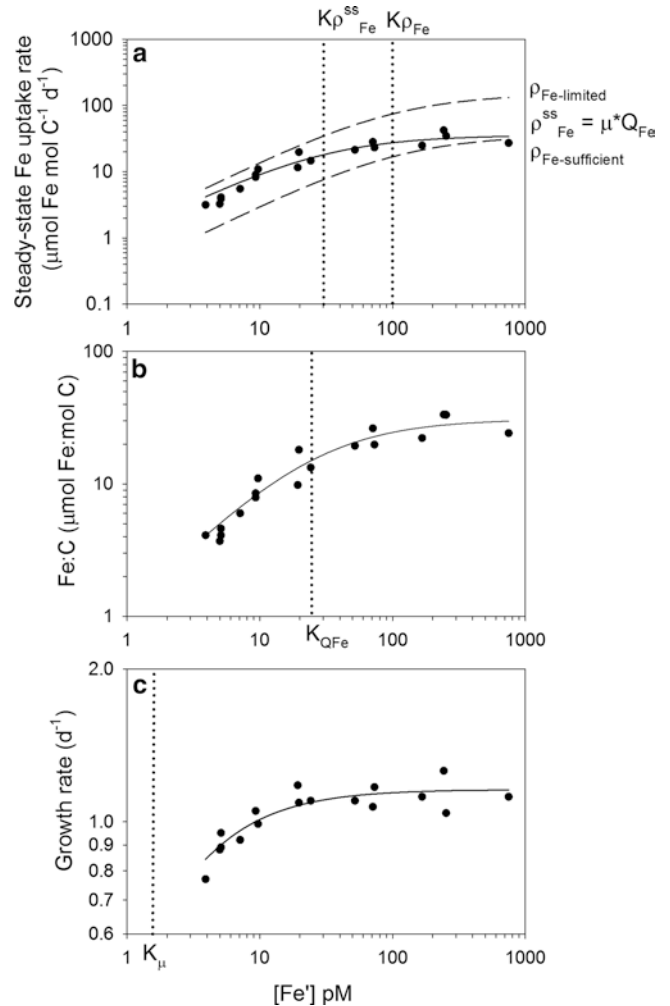 Kρ^ss_Fe Kρ_Fe
a
1000
100
10
1
0.1
Steady-state Fe uptake rate
(μmol Fe mol C⁻¹ d⁻¹)
ρ_Fe-limited
ρ^ss_Fe = μ*Q_Fe
ρ_Fe-sufficient
1 10 100 1000
b
100
10
1
Fe:C (μmol Fe:mol C)
1 10 100 1000
K_QFe
c
2.0
1.0
0.9
0.8
0.7
0.6
Growth rate (d⁻¹)
1 10 100 1000
K_μ
[Fe'] pM